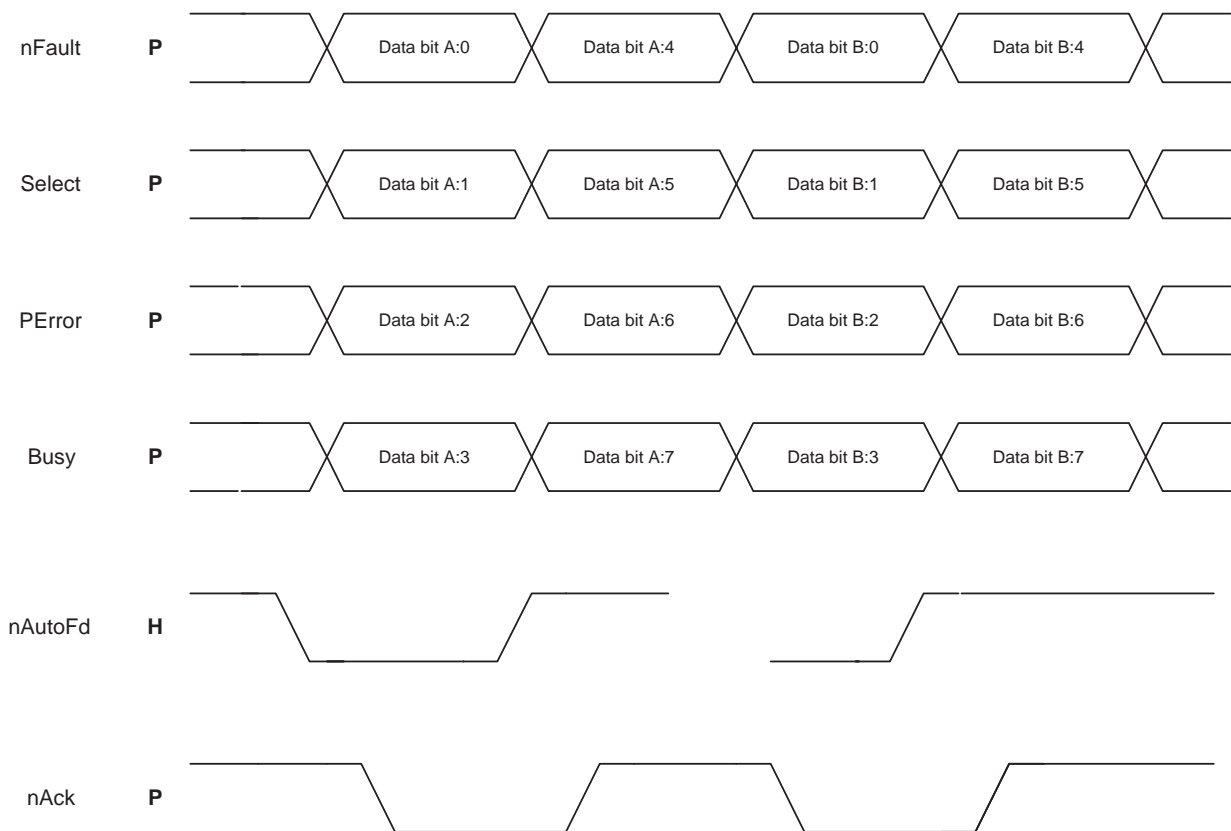 nFault P Data bit A:0 Data bit A:4 Data bit B:0 Data bit B:4
Select P Data bit A:1 Data bit A:5 Data bit B:1 Data bit B:5
PError P Data bit A:2 Data bit A:6 Data bit B:2 Data bit B:6
Busy P Data bit A:3 Data bit A:7 Data bit B:3 Data bit B:7
nAutoFd H
nAck P